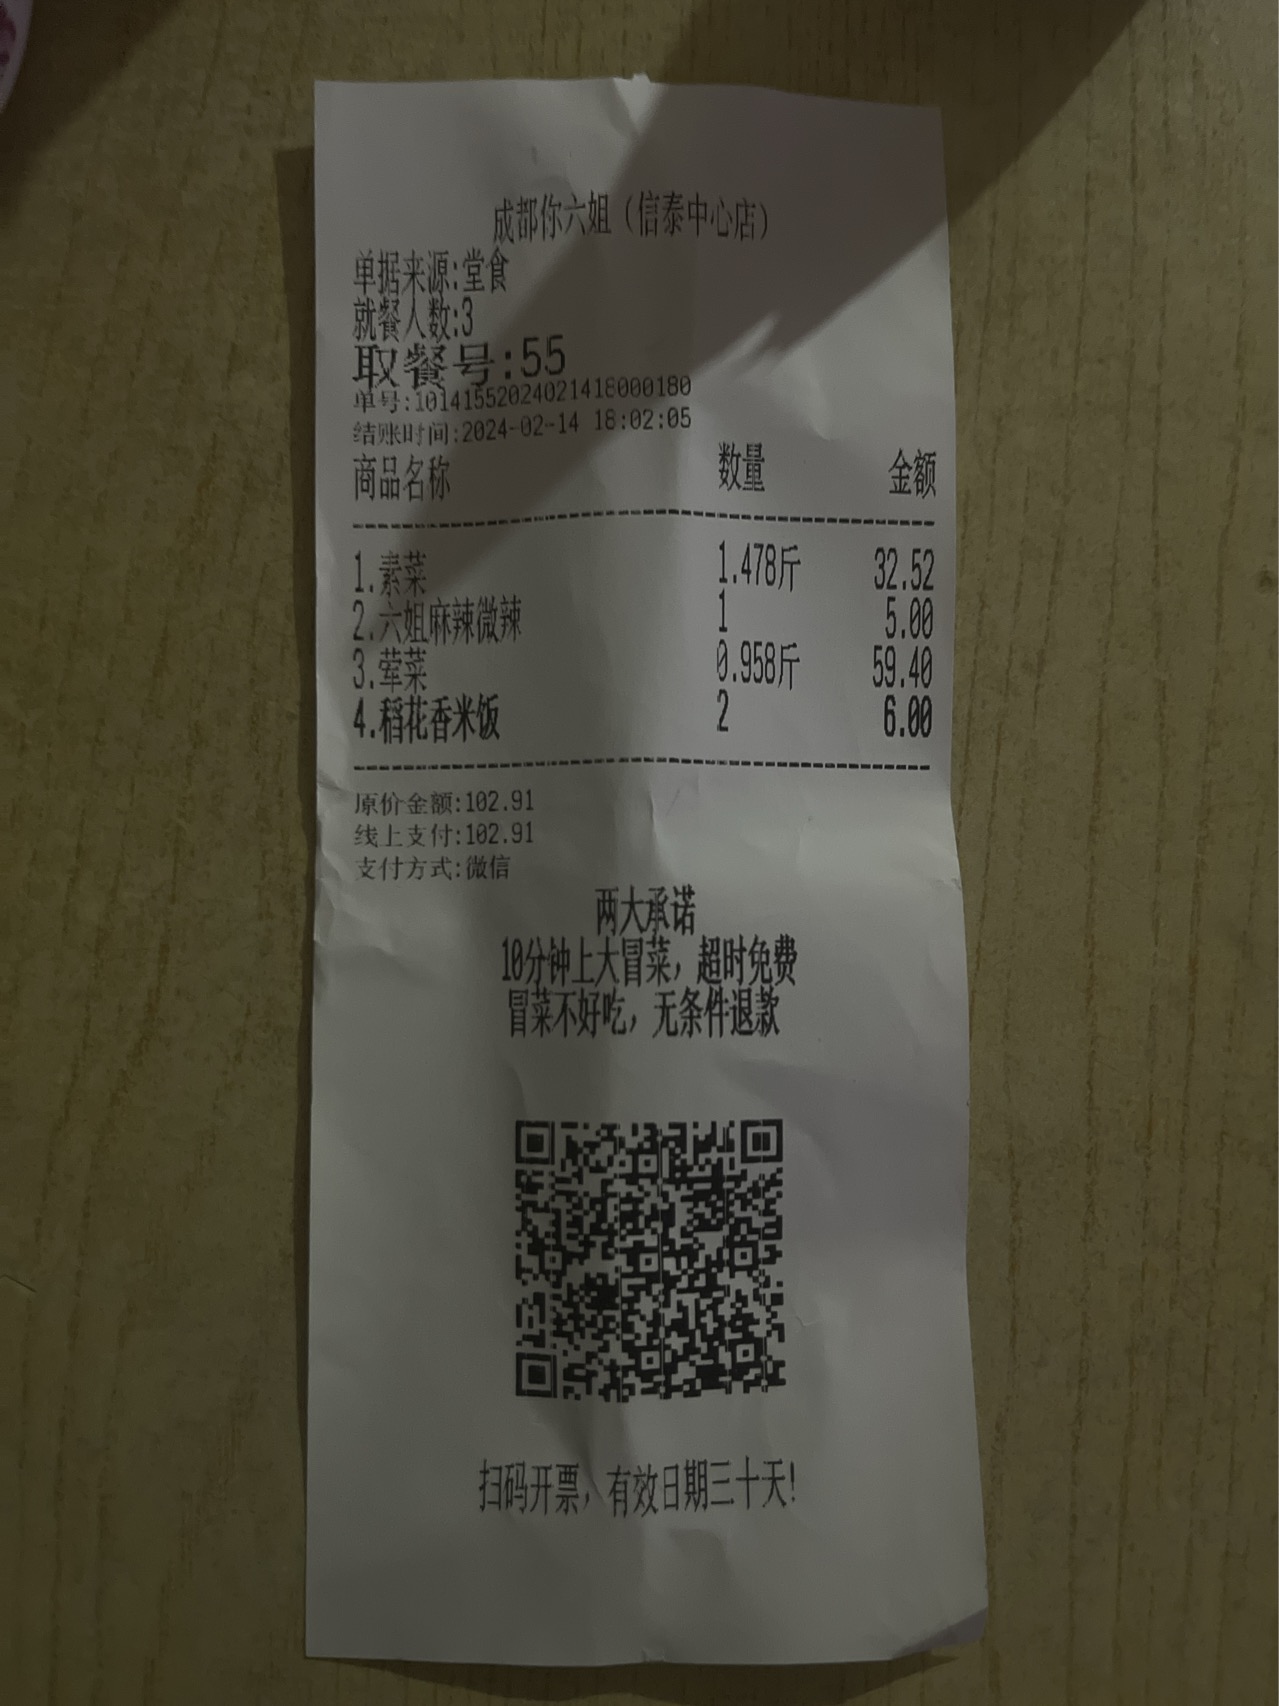 成都你六姐（信泰中心店）
单据来源:堂食
就餐人数:3
取餐号:55
单号:101415520240214180001​80
结账时间:2024-02-14 18:02:05
商品名称 数量 金额
1.素菜 1.478斤 32.52
2.六姐麻辣微辣 1 5.00
3.荤菜 0.958斤 59.40
4.稻花香米饭 2 6.00
原价金额:102.91
线上支付:102.91
支付方式:微信
两大承诺
10分钟上大冒菜，超时免费
冒菜不好吃，无条件退款
扫码开票，有效日期三十天!